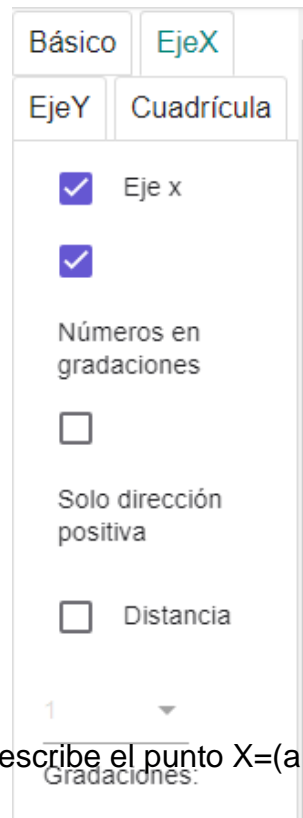 Básico EjeX
EjeY Cuadrícula
Eje x
Números en
gradaciones
Solo dirección
positiva
Distancia
1
escribe el punto X=(a
Gradaciones: